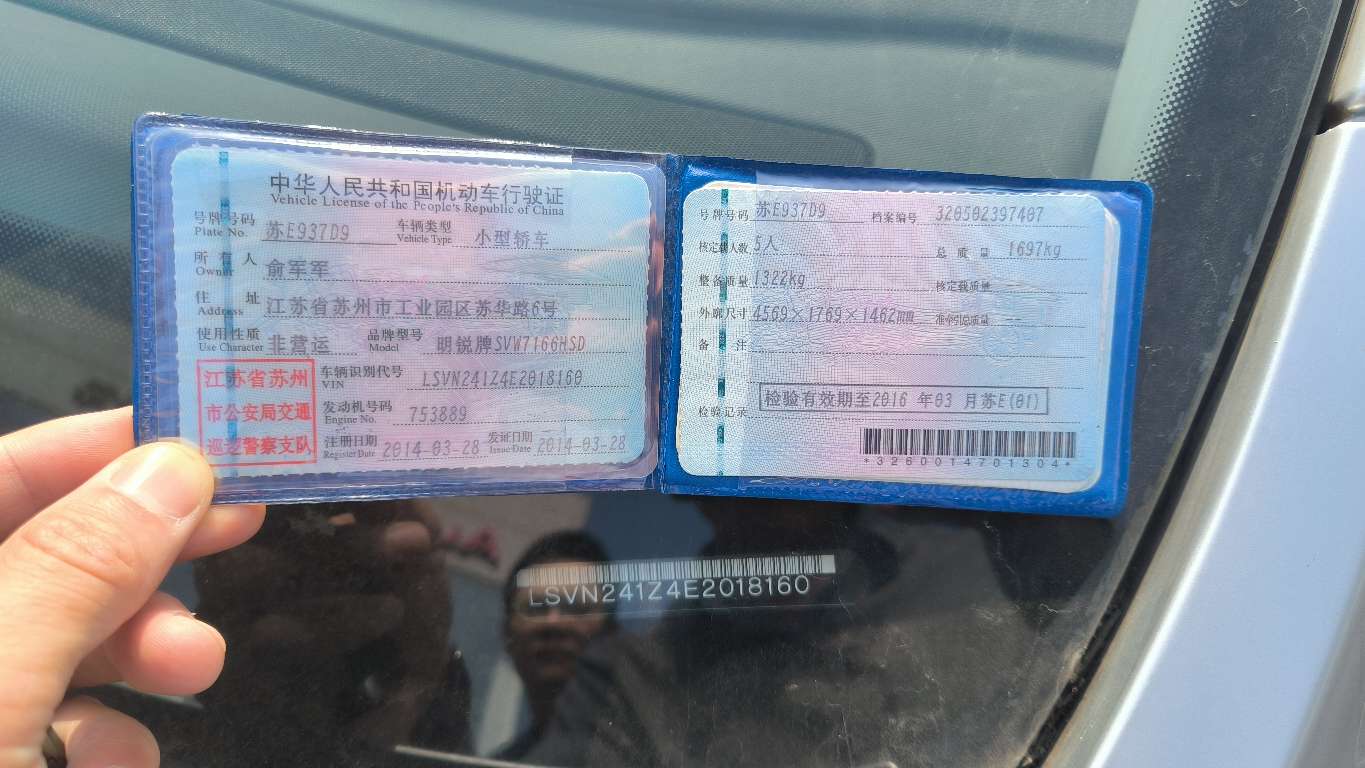 中华人民共和国机动车行驶证
Vehicle License of the People's Republic of China
号牌号码 苏E937D9 车辆类型 小型轿车
Plate No. Vehicle Type
所有人 俞军军
Owner
住址 江苏省苏州市工业园区苏华路6号
Address
使用性质 非营运 品牌型号 明锐牌SVW7166HSD
Use Character Model
车辆识别代号 LSVN241Z4E2018160
VIN
发动机号码 753889
Engine No.
注册日期 2014-03-28 发证日期 2014-03-28
Register Date Issue Date
江苏省苏州
市公安局交通
巡逻警察支队
号牌号码 苏E937D9 档案编号 320502397407
核定载人数 5人 总质量 1697kg
整备质量 1322kg 核定载质量 --
外廓尺寸 4569×1769×1462mm 准牵引总质量 --
备注
检验记录 检验有效期至2016年03月苏E(01)
*3260014701304*
LSVN241Z4E2018160